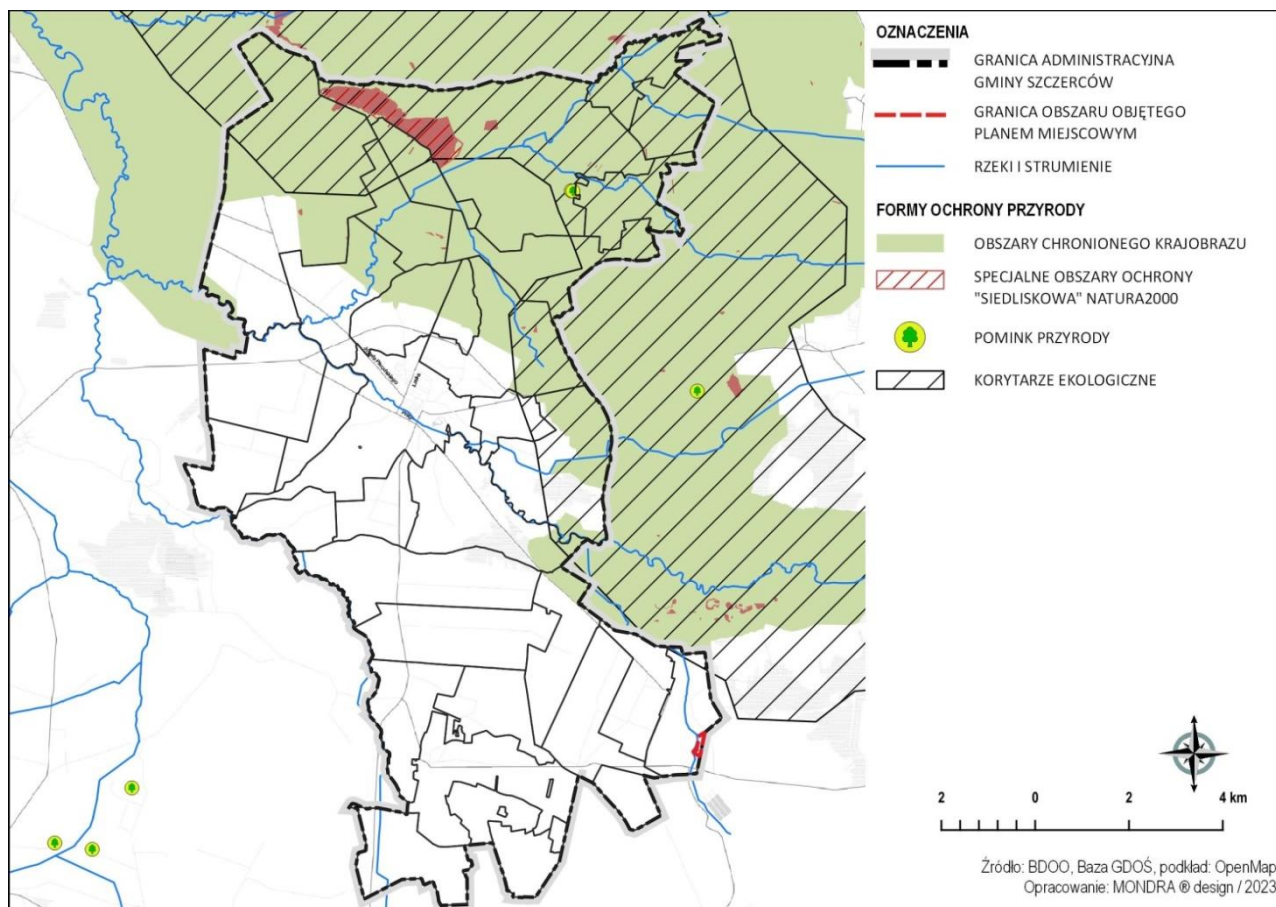 OZNACZENIA
GRANICA ADMINISTRACYJNA
GMINY SZCZERCÓW
GRANICA OBSZARU OBJĘTEGO
PLANEM MIEJSCOWYM
RZEKI I STRUMIENIE
FORMY OCHRONY PRZYRODY
OBSZARY CHRONIONEGO KRAJOBRAZU
SPECJALNE OBSZARY OCHRONY
"SIEDLISKOWA" NATURA2000
POMINK PRZYRODY
KORYTARZE EKOLOGICZNE
2 0 2 4 km
Źródło: BDOO, Baza GDOŚ, podkład: OpenMap
Opracowanie: MONDRA ® design / 2023